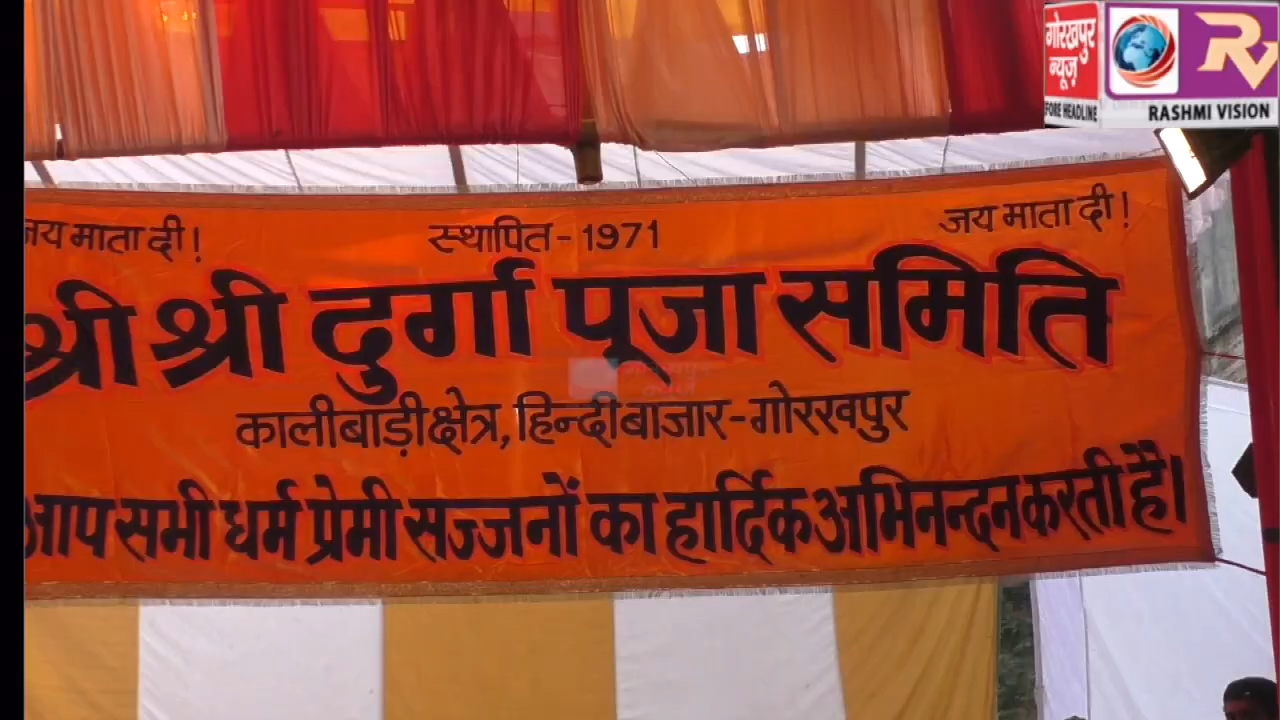 गोरखपुर
न्यूज़
RASHMI VISION
जय माता दी!
स्थापित - 1971
जय माता दी!
श्री श्री दुर्गा पूजा समिति
कालीबाड़ी क्षेत्र, हिन्दी बाजार - गोरखपुर
आप सभी धर्म प्रेमी सज्जनों का हार्दिक अभिनन्दन करती है।